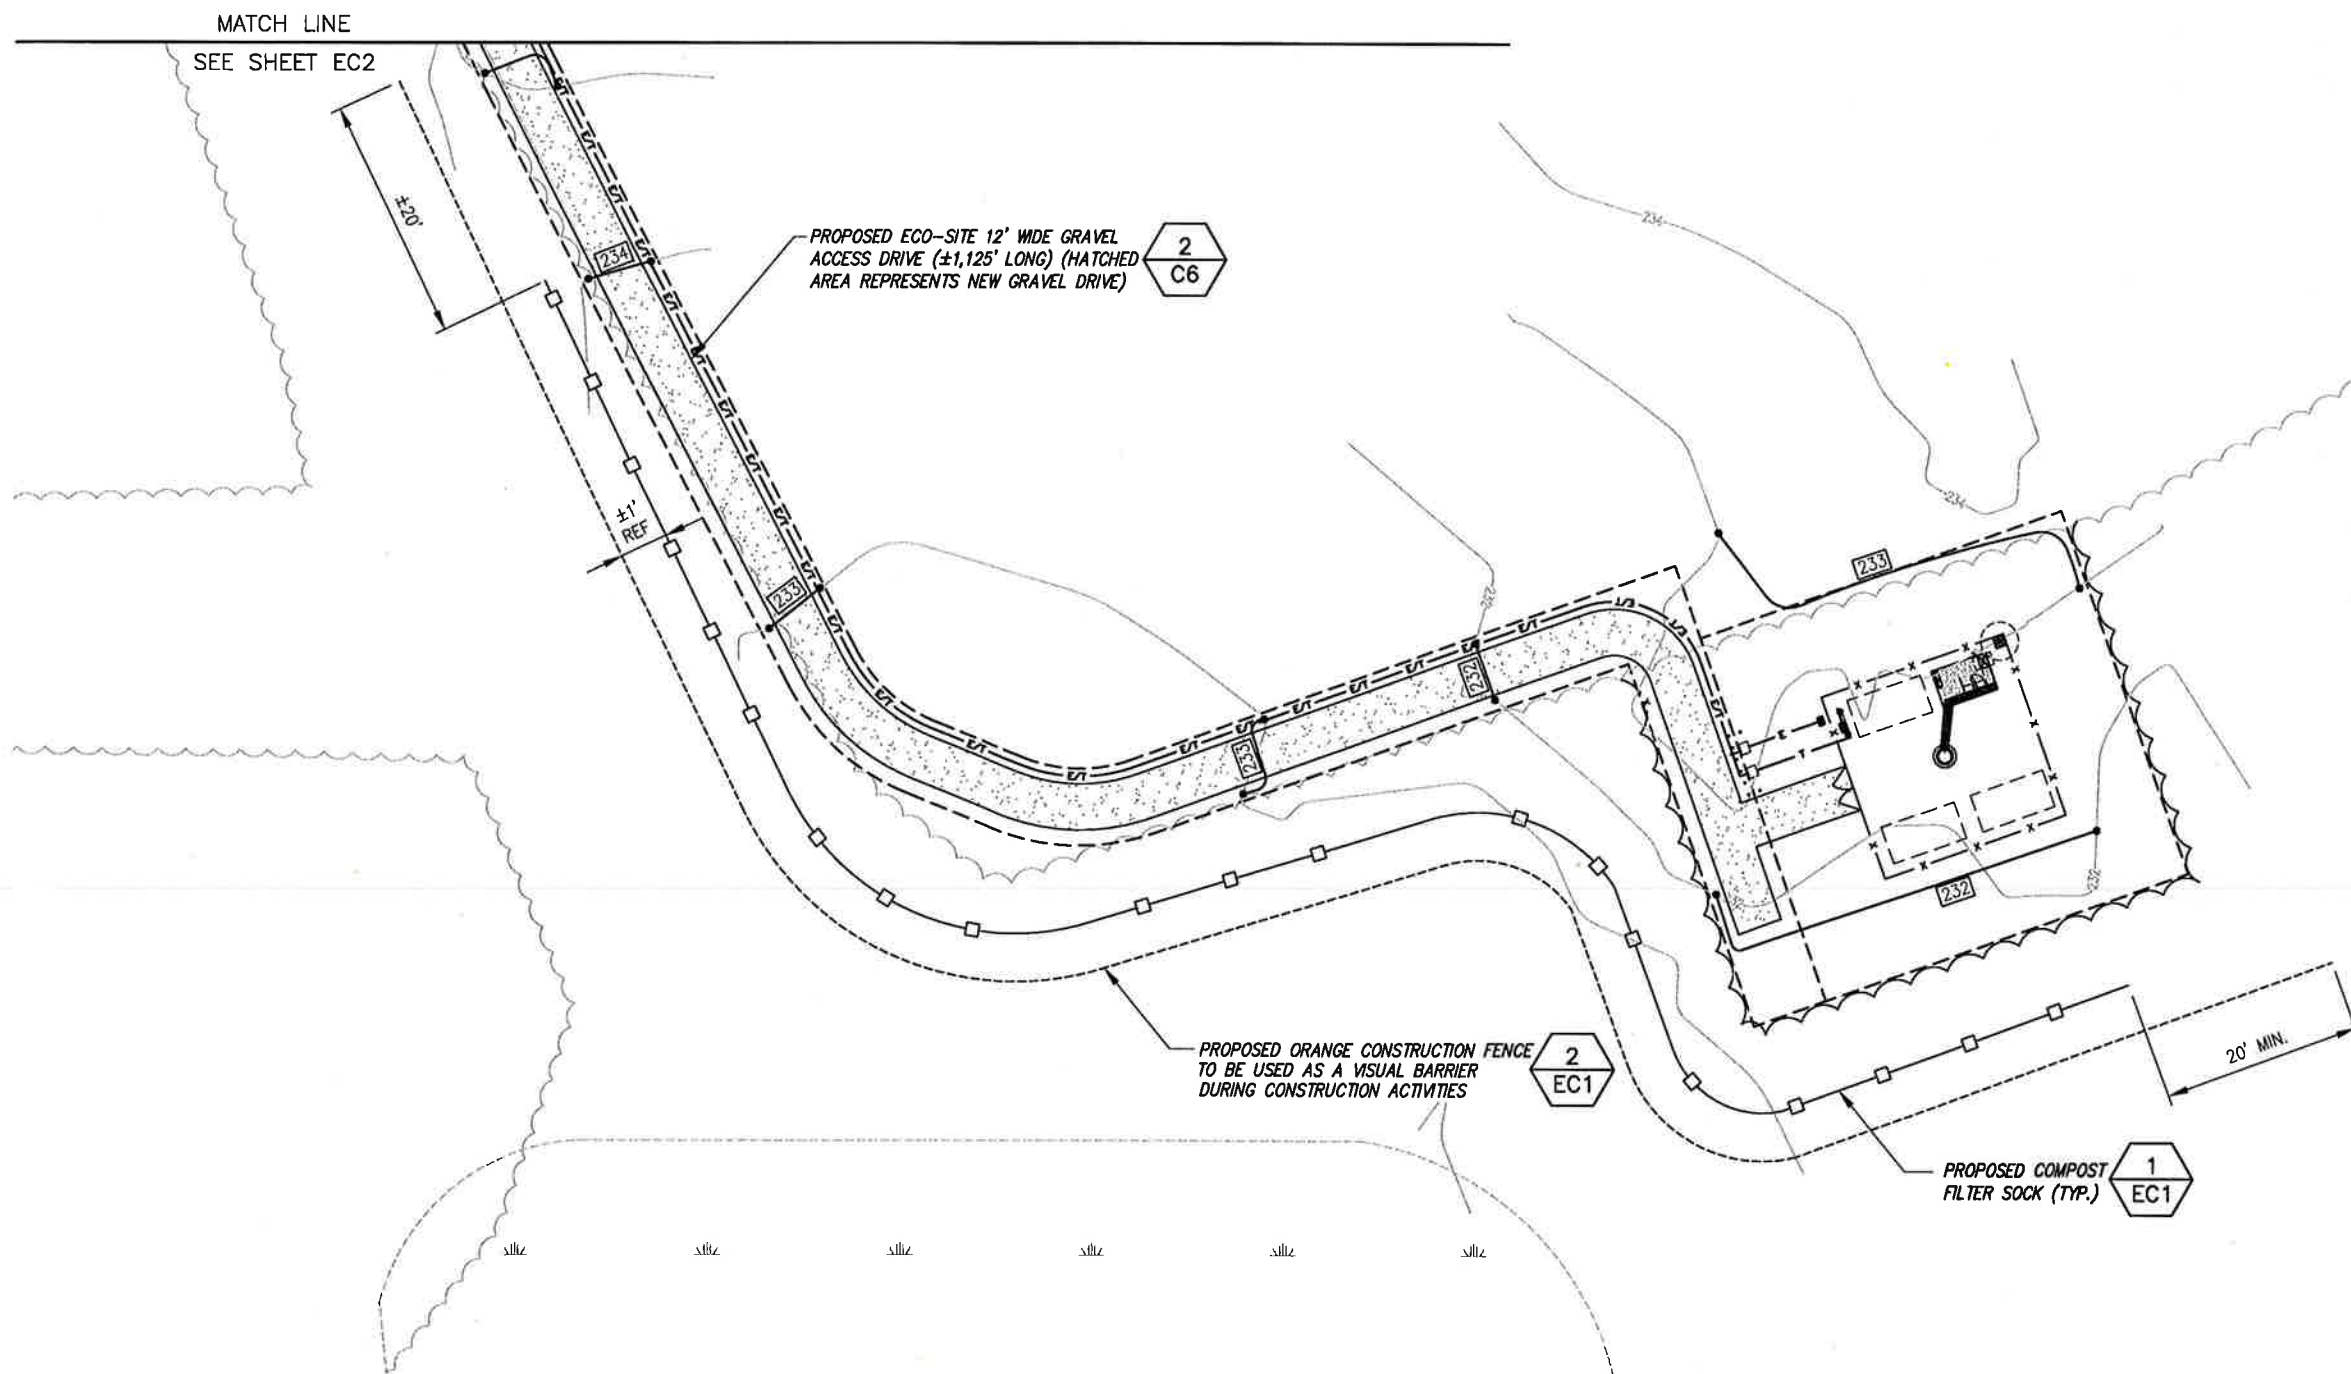 MATCH LINE
SEE SHEET EC2
±20'
234
PROPOSED ECO-SITE 12' WIDE GRAVEL
ACCESS DRIVE (±1,125' LONG) (HATCHED
AREA REPRESENTS NEW GRAVEL DRIVE)
2
C6
234
234
±1'
REF
233
233
232
232
233
E
T
232
232
PROPOSED ORANGE CONSTRUCTION FENCE
TO BE USED AS A VISUAL BARRIER
DURING CONSTRUCTION ACTIVITIES
2
EC1
20' MIN.
PROPOSED COMPOST
FILTER SOCK (TYP.)
1
EC1